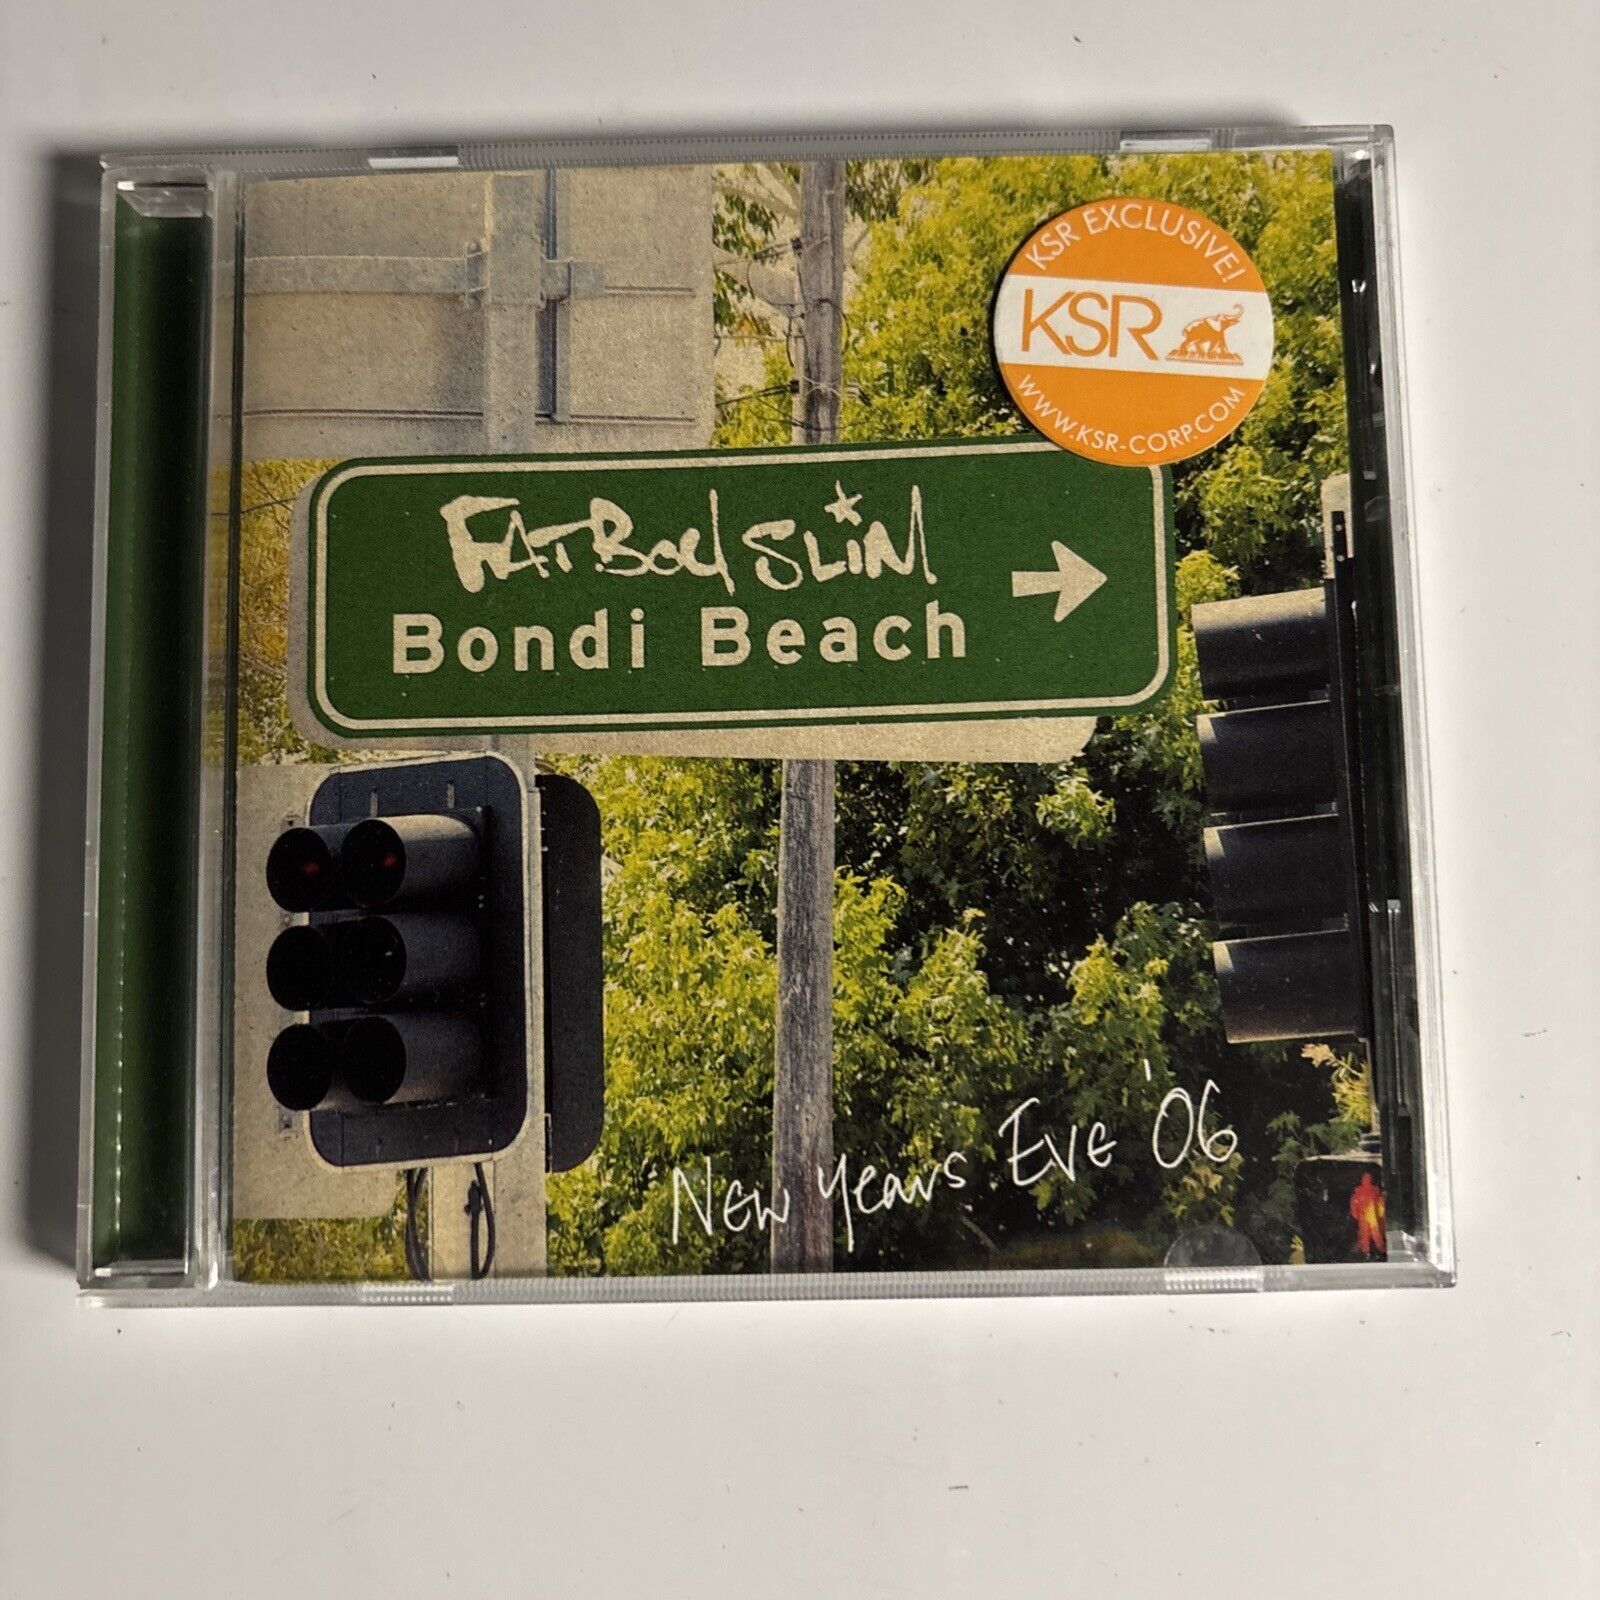 KSR EXCLUSIVE!
KSR
WWW.KSR-CORP.COM
FATBOY SLIM
Bondi Beach
New Years Eve '06